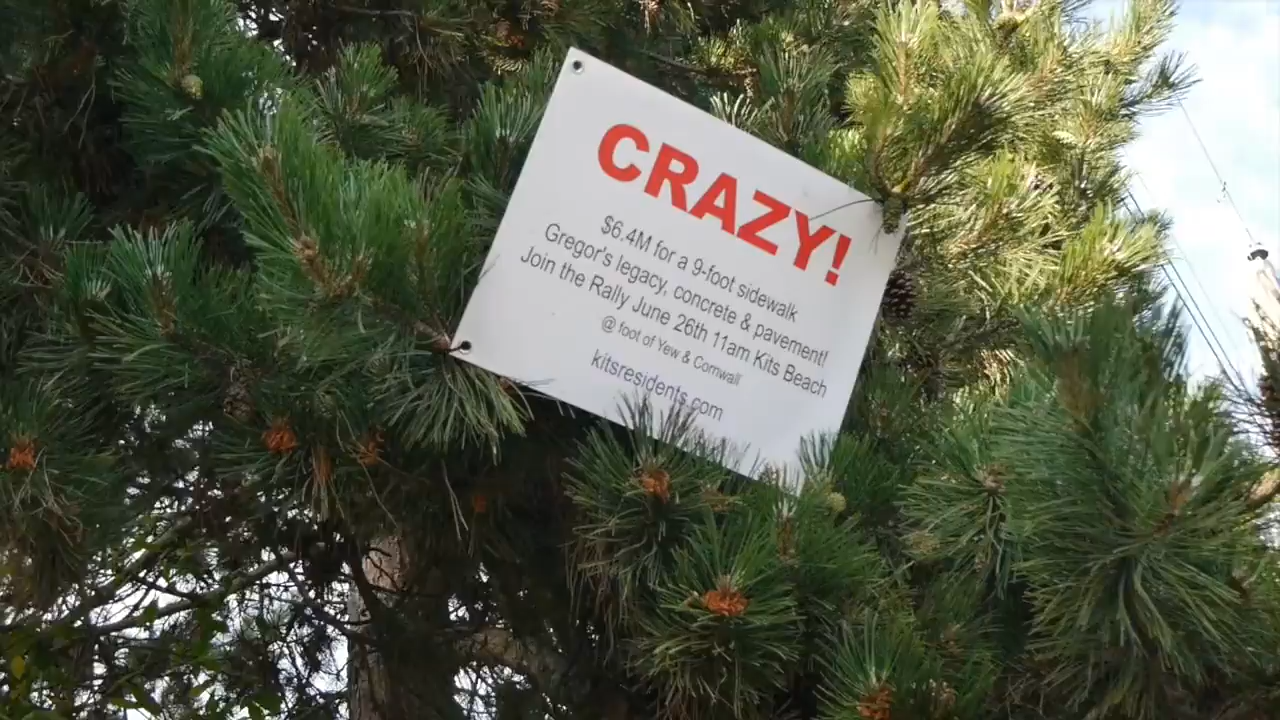 CRAZY!
$6.4M for a 9-foot sidewalk
Gregor's legacy, concrete & pavement!
Join the Rally June 26th 11am Kits Beach
@ foot of Yew & Cornwall
kitsresidents.com